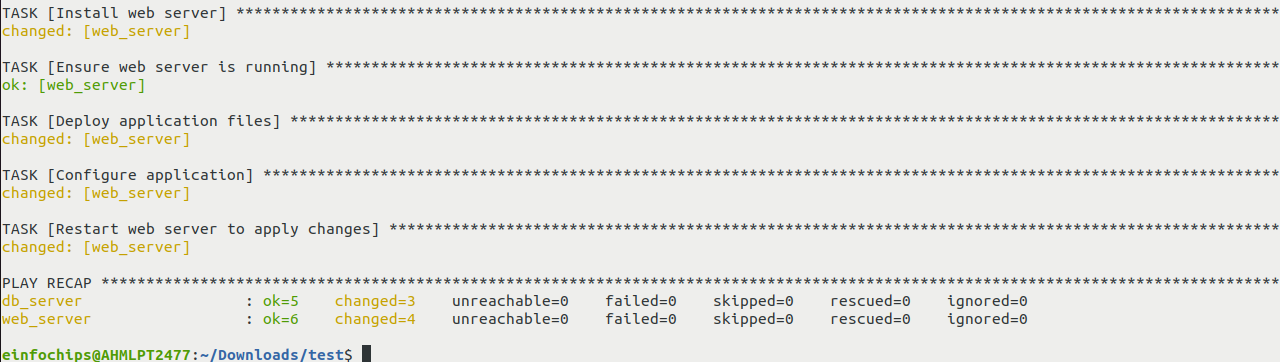 TASK [Install web server] ********************************************************************************************************************
changed: [web_server]
TASK [Ensure web server is running] **********************************************************************************************************
ok: [web_server]
TASK [Deploy application files] **************************************************************************************************************
changed: [web_server]
TASK [Configure application] *****************************************************************************************************************
changed: [web_server]
TASK [Restart web server to apply changes] ***************************************************************************************************
changed: [web_server]
PLAY RECAP ***********************************************************************************************************************************
db_server                  : ok=5    changed=3    unreachable=0    failed=0    skipped=0    rescued=0    ignored=0
web_server                 : ok=6    changed=4    unreachable=0    failed=0    skipped=0    rescued=0    ignored=0
einfochips@AHMLPT2477:~/Downloads/test$